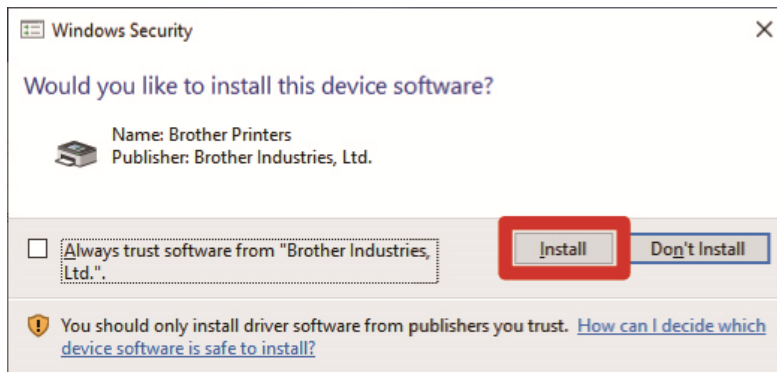 Windows Security
Would you like to install this device software?
Name: Brother Printers
Publisher: Brother Industries, Ltd.
Always trust software from "Brother Industries,
Ltd.".
Install
Don't Install
You should only install driver software from publishers you trust. How can I decide which
device software is safe to install?